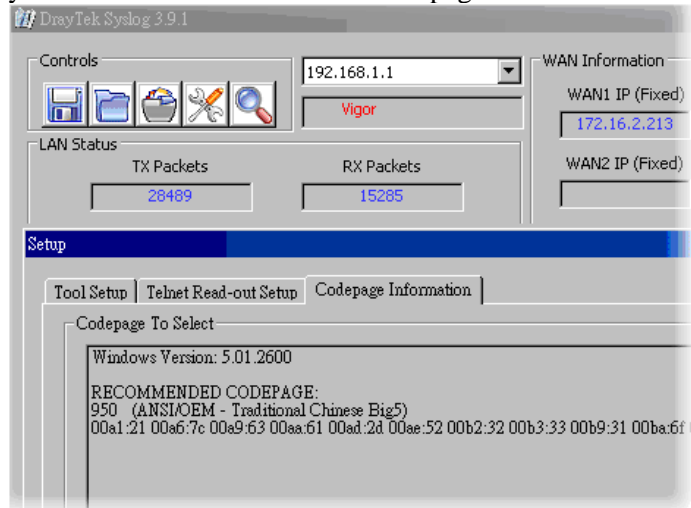 DrayTek Syslog 3.9.1
Controls
192.168.1.1
Vigor
WAN Information
WAN1 IP (Fixed)
172.16.2.213
WAN2 IP (Fixed)
LAN Status
TX Packets RX Packets
28489 15285
Setup
Tool Setup Telnet Read-out Setup Codepage Information
Codepage To Select
Windows Version: 5.01.2600
RECOMMENDED CODEPAGE:
950 (ANSI/OEM - Traditional Chinese Big5)
00a1:21 00a6:7c 00a9:63 00aa:61 00ad:2d 00ae:52 00b2:32 00b3:33 00b9:31 00ba:6f